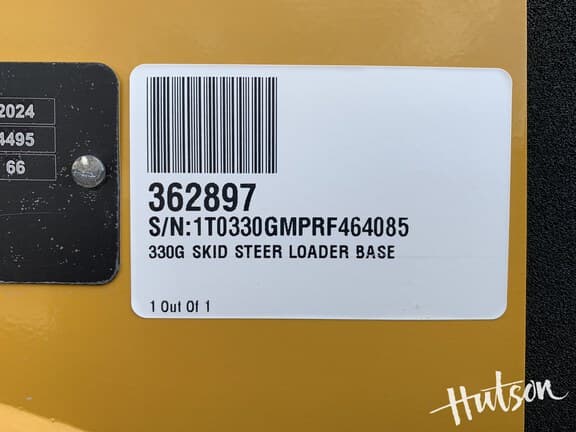 2024
4495
66
362897
S/N:1T0330GMPRF464085
330G SKID STEER LOADER BASE
1 Out Of 1
Hutson